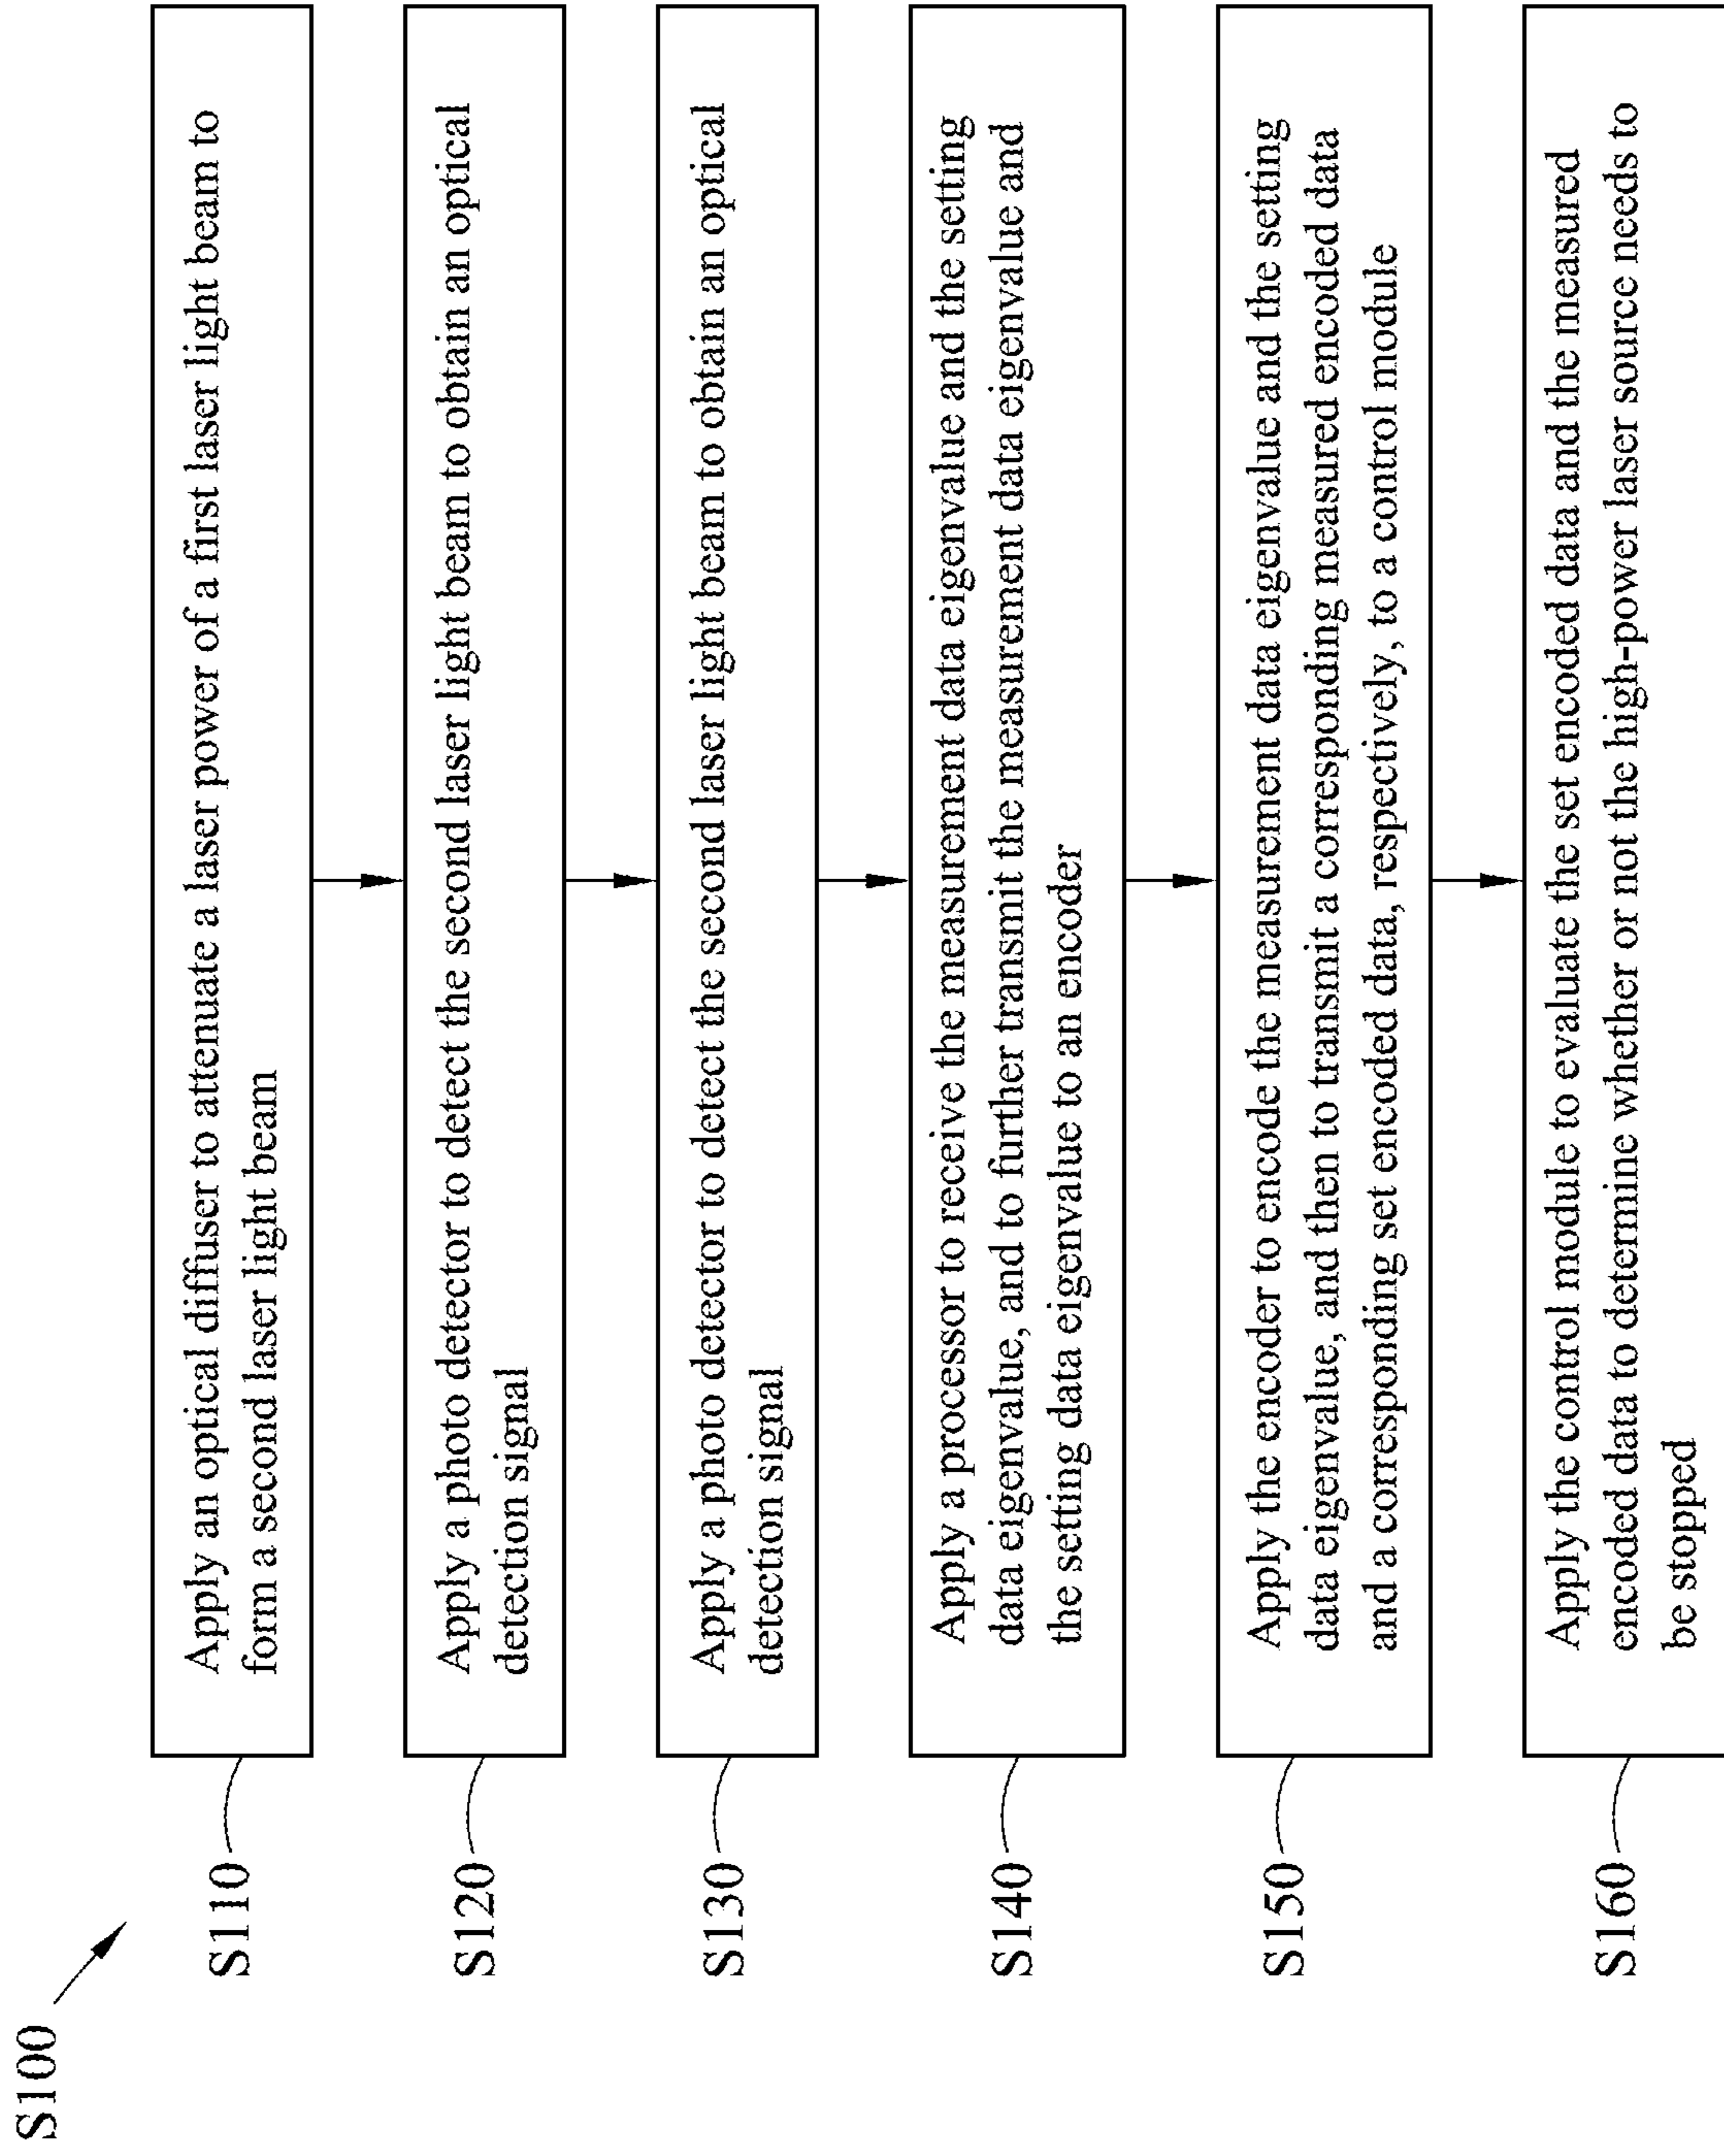 S100
S110
Apply an optical diffuser to attenuate a laser power of a first laser light beam to
form a second laser light beam
S120
Apply a photo detector to detect the second laser light beam to obtain an optical
detection signal
S130
Apply a photo detector to detect the second laser light beam to obtain an optical
detection signal
S140
Apply a processor to receive the measurement data eigenvalue and the setting
data eigenvalue, and to further transmit the measurement data eigenvalue and
the setting data eigenvalue to an encoder
S150
Apply the encoder to encode the measurement data eigenvalue and the setting
data eigenvalue, and then to transmit a corresponding measured encoded data
and a corresponding set encoded data, respectively, to a control module
S160
Apply the control module to evaluate the set encoded data and the measured
encoded data to determine whether or not the high-power laser source needs to
be stopped